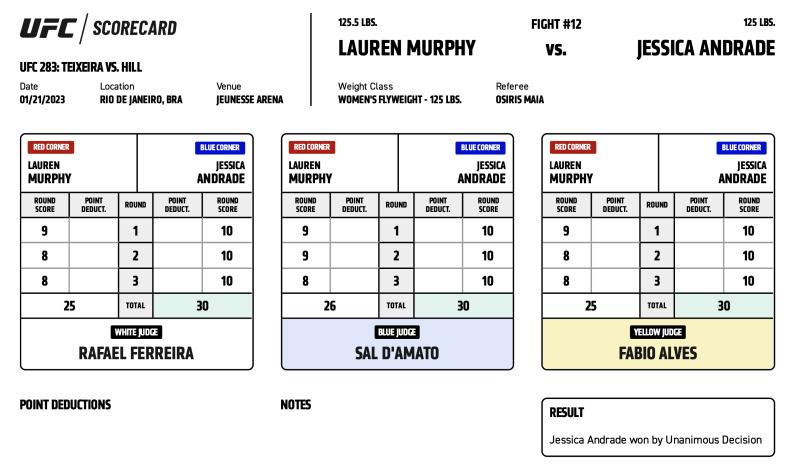 UFC / SCORECARD
UFC 283: TEIXEIRA VS. HILL
Date Location Venue
01/21/2023 RIO DE JANEIRO, BRA JEUNESSE ARENA
125.5 LBS. FIGHT #12 125 LBS.
LAUREN MURPHY VS. JESSICA ANDRADE
Weight Class Referee
WOMEN'S FLYWEIGHT - 125 LBS. OSIRIS MAIA
RED CORNER BLUE CORNER
LAUREN JESSICA
MURPHY ANDRADE
ROUND POINT ROUND POINT ROUND
SCORE DEDUCT. DEDUCT. SCORE
9 1 10
8 2 10
8 3 10
25 TOTAL 30
WHITE JUDGE
RAFAEL FERREIRA
RED CORNER BLUE CORNER
LAUREN JESSICA
MURPHY ANDRADE
ROUND POINT ROUND POINT ROUND
SCORE DEDUCT. DEDUCT. SCORE
9 1 10
9 2 10
8 3 10
26 TOTAL 30
BLUE JUDGE
SAL D'AMATO
RED CORNER BLUE CORNER
LAUREN JESSICA
MURPHY ANDRADE
ROUND POINT ROUND POINT ROUND
SCORE DEDUCT. DEDUCT. SCORE
9 1 10
8 2 10
8 3 10
25 TOTAL 30
YELLOW JUDGE
FABIO ALVES
POINT DEDUCTIONS
NOTES
RESULT
Jessica Andrade won by Unanimous Decision